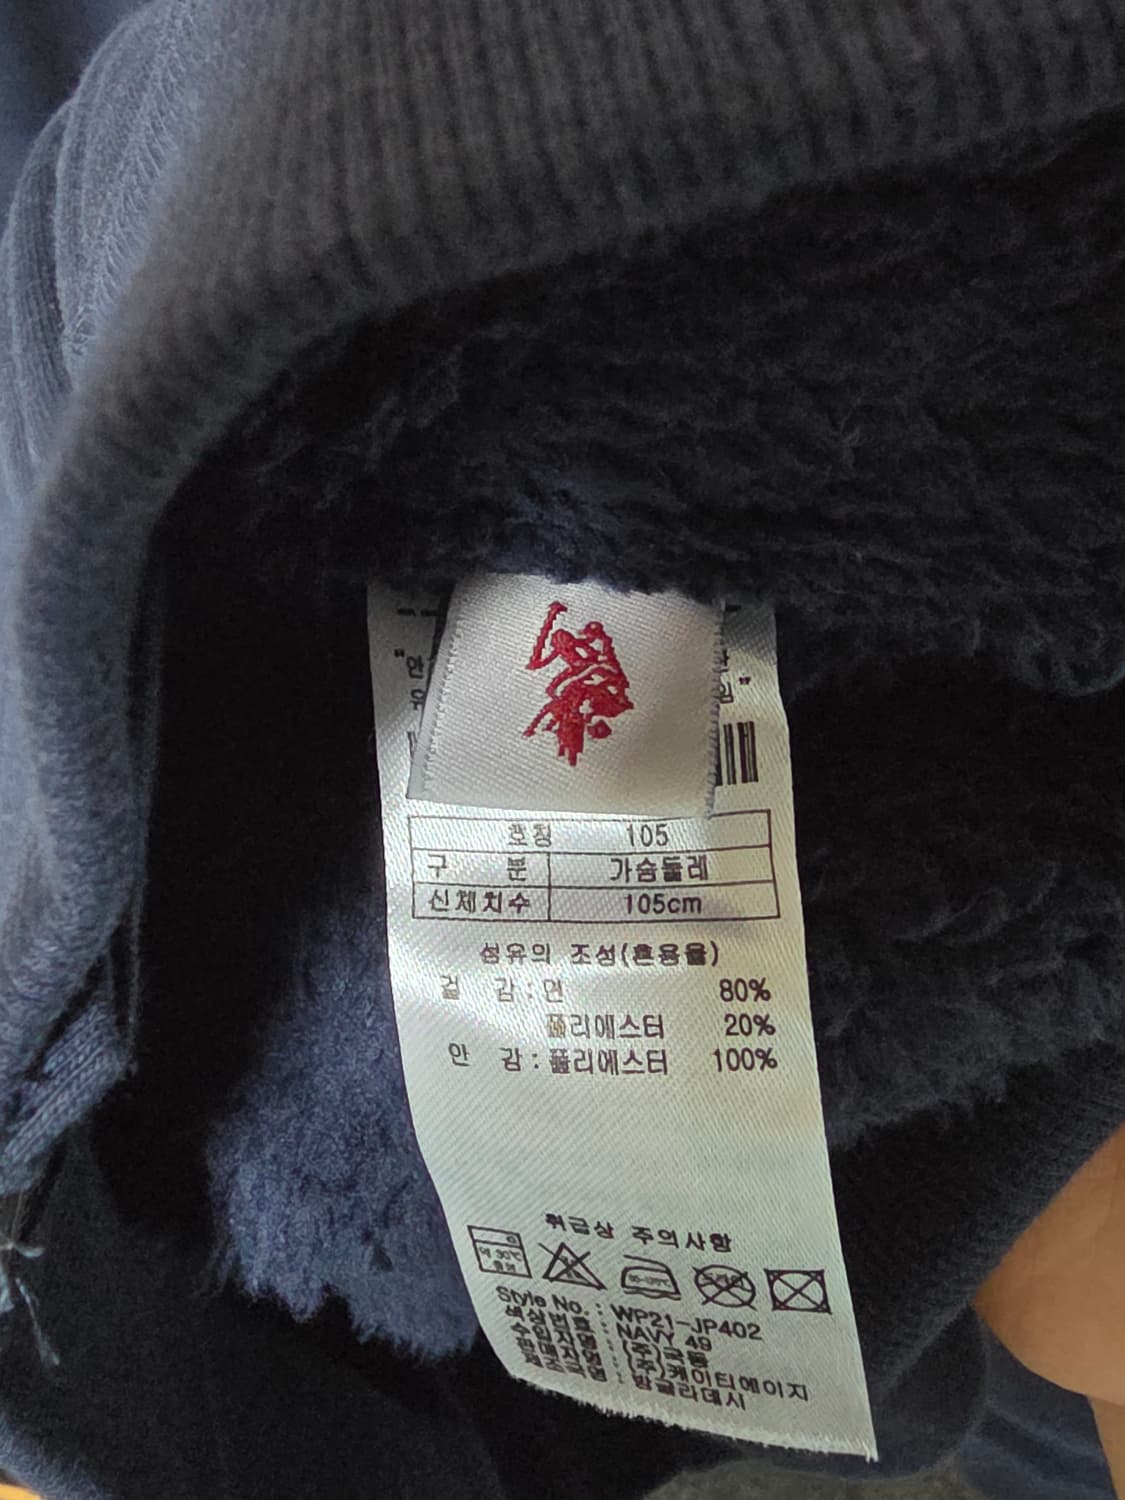 호칭 105
구 분 가슴둘레
신체치수 105cm
섬유의 조성(혼용율)
겉 감 : 면 80%
폴리에스터 20%
안 감 : 폴리에스터 100%
취급상 주의사항
약 30℃
Style No. : WP21-JP402
색상번호 : NAVY 49
수입자명 : (주)국동
판매자명 : (주)케이티에이지
제조국명 : 방글라데시